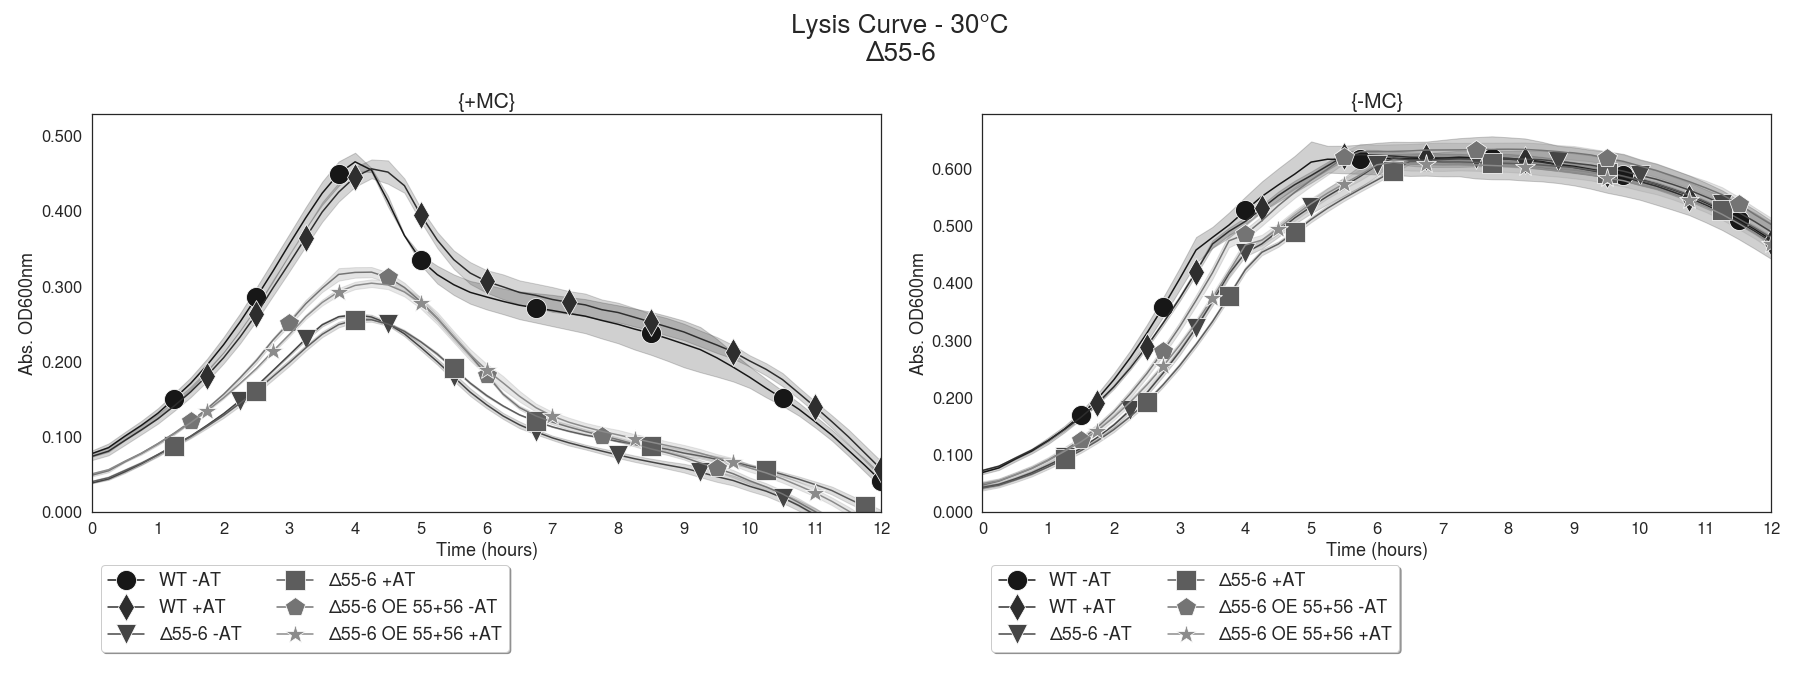 Lysis Curve - 30°C
Δ55-6
{+MC}
Abs. OD600nm
0.500
0.400
0.300
0.200
0.100
0.000
0 1 2 3 4 5 6 7 8 9 10 11 12
Time (hours)
WT -AT
WT +AT
Δ55-6 -AT
Δ55-6 +AT
Δ55-6 OE 55+56 -AT
Δ55-6 OE 55+56 +AT
{-MC}
Abs. OD600nm
0.600
0.500
0.400
0.300
0.200
0.100
0.000
0 1 2 3 4 5 6 7 8 9 10 11 12
Time (hours)
WT -AT
WT +AT
Δ55-6 -AT
Δ55-6 +AT
Δ55-6 OE 55+56 -AT
Δ55-6 OE 55+56 +AT